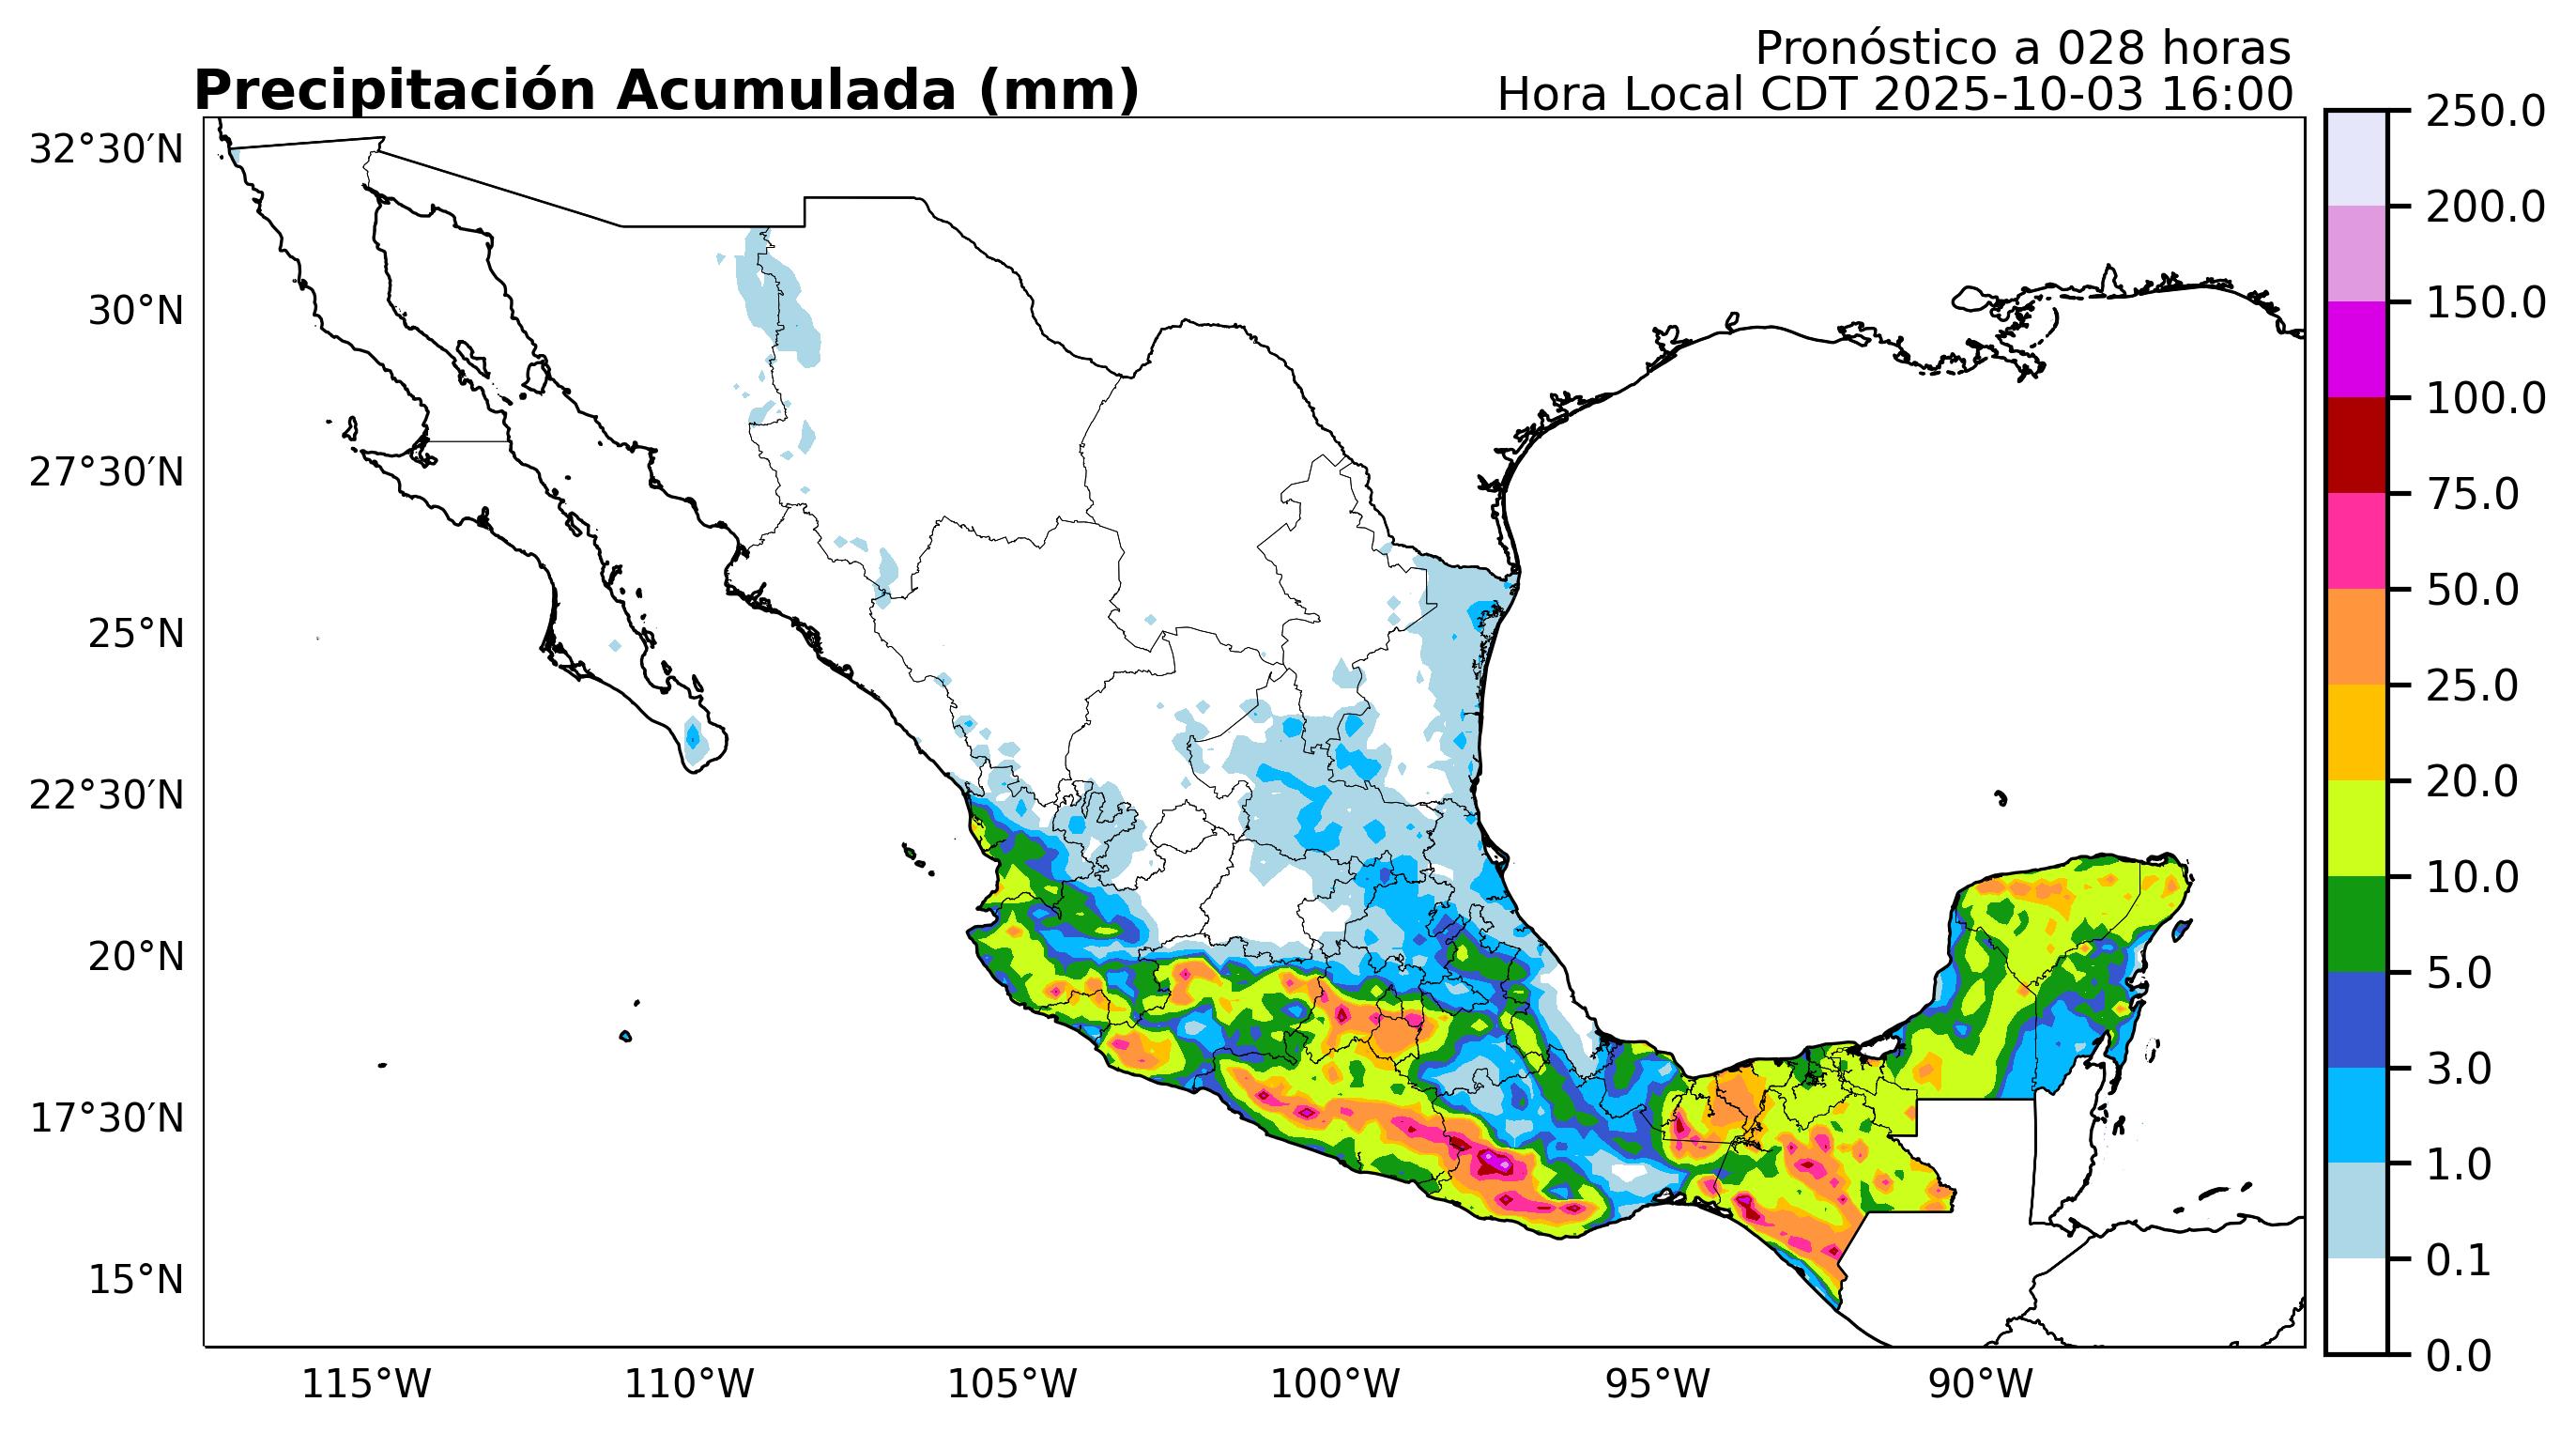 Pronóstico a 028 horas
Precipitación Acumulada (mm)
Hora Local CDT 2025-10-03 16:00
32°30′N
30°N
27°30′N
25°N
22°30′N
20°N
17°30′N
15°N
115°W
110°W
105°W
100°W
95°W
90°W
250.0
200.0
150.0
100.0
75.0
50.0
25.0
20.0
10.0
5.0
3.0
1.0
0.1
0.0